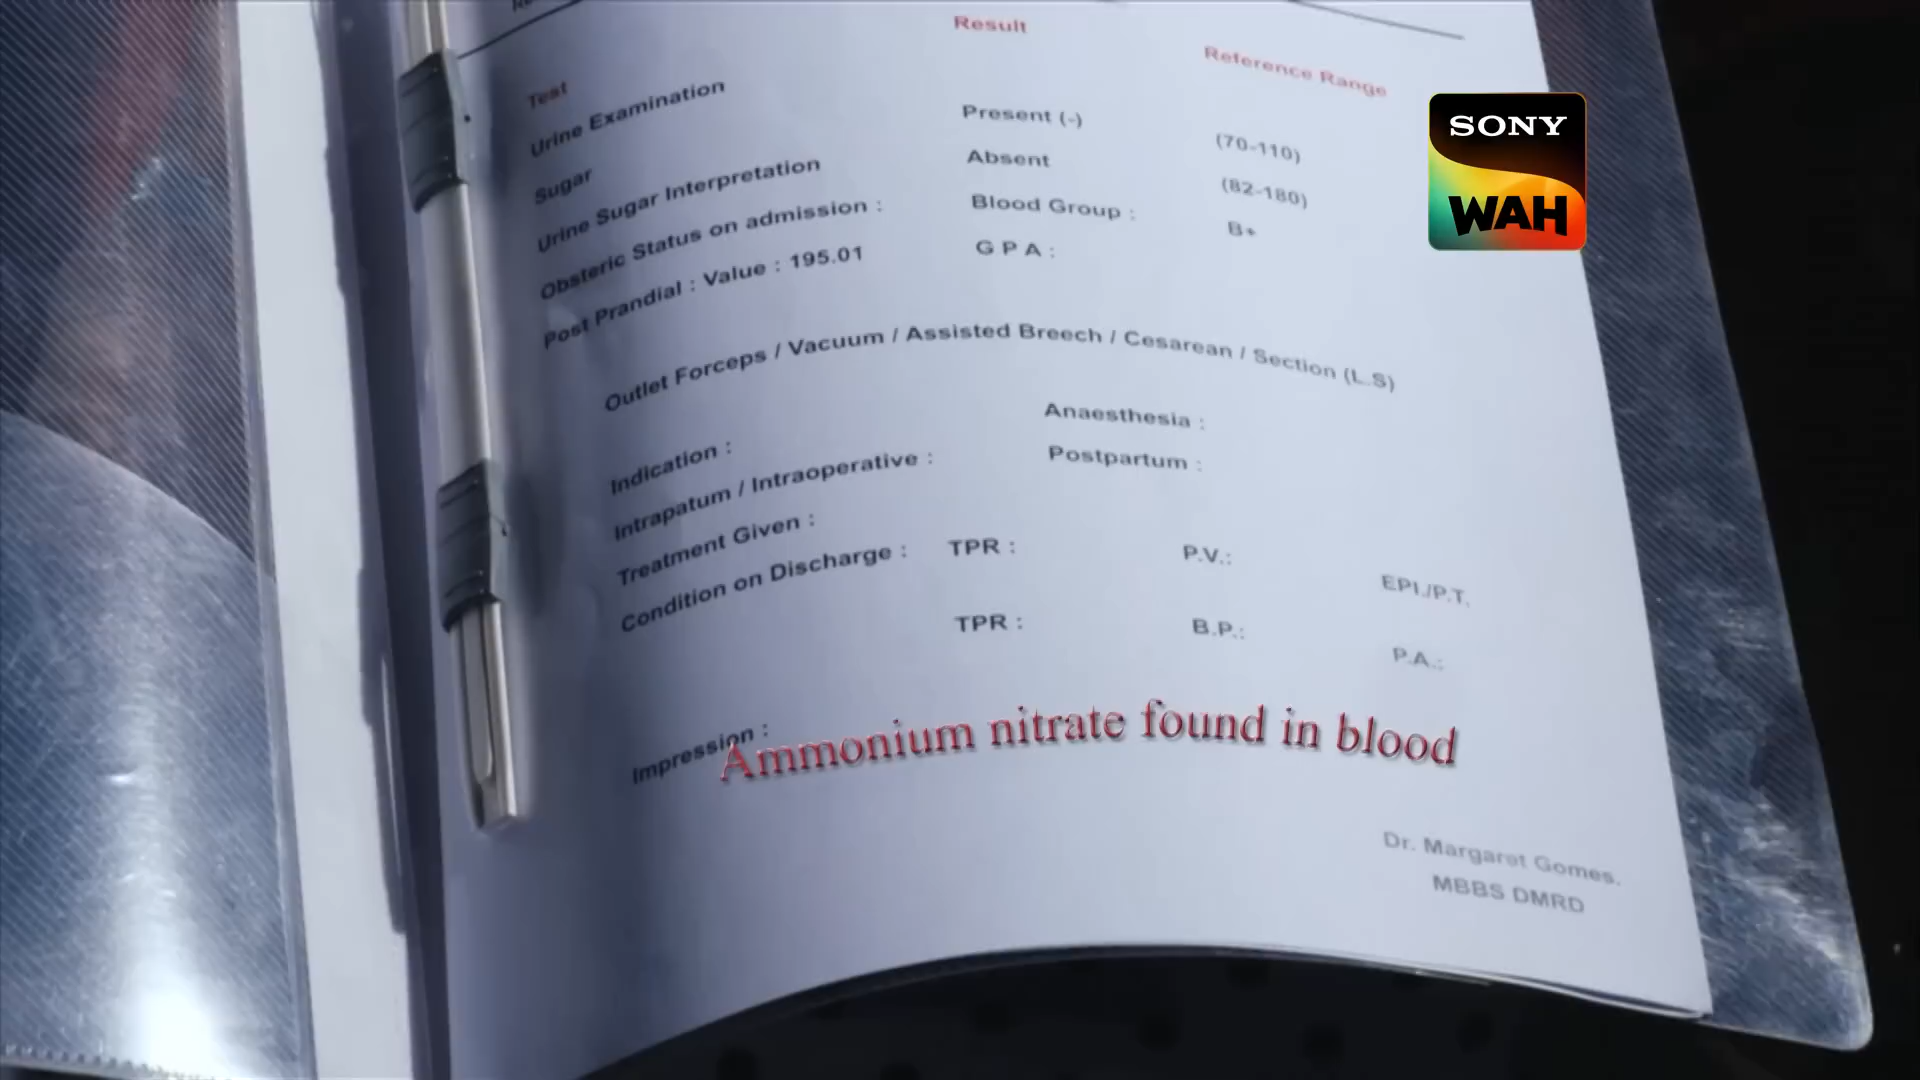 Result
Reference Range
Test
Urine Examination
Present (-)
(70-110)
Sugar
Absent
(82-180)
Urine Sugar Interpretation
Blood Group :
B+
Obsteric Status on admission :
G P A :
Post Prandial : Value : 195.01
Outlet Forceps / Vacuum / Assisted Breech / Cesarean / Section (L.S)
Anaesthesia :
Indication :
Postpartum :
Intrapatum / Intraoperative :
Treatment Given :
Condition on Discharge :
TPR :
P.V.:
EPI./P.T.
TPR :
B.P.:
P.A.:
Impression :
Ammonium nitrate found in blood
Dr. Margaret Gomes.
MBBS DMRD
SONY
WAH